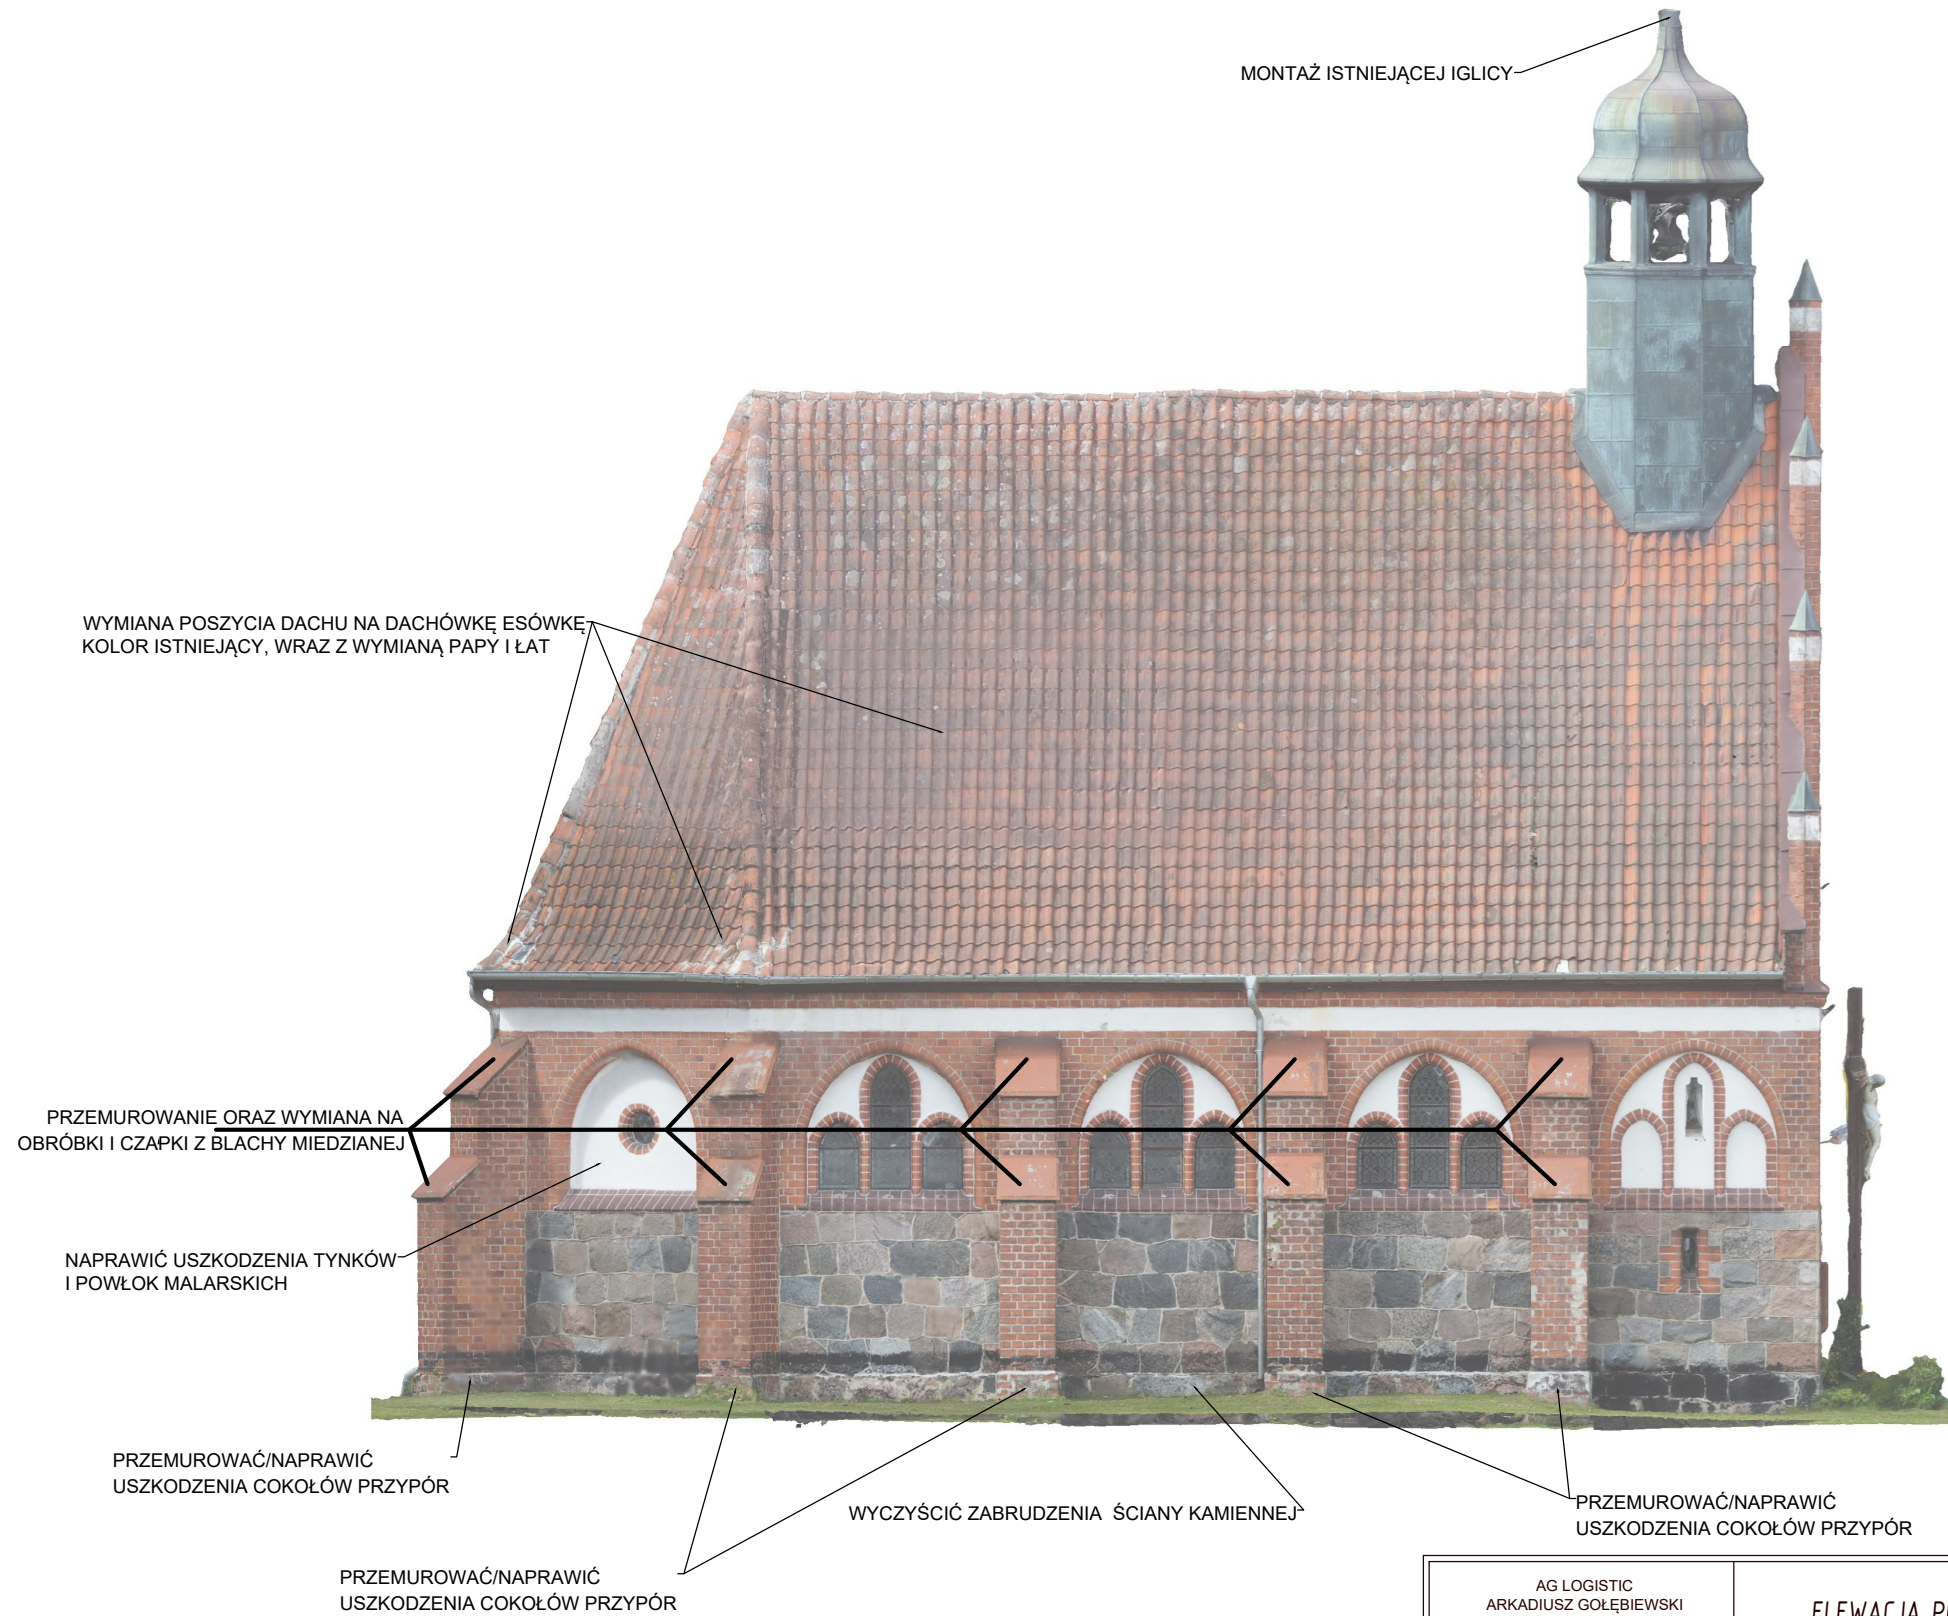 MONTAŻ ISTNIEJĄCEJ IGLICY
WYMIANA POSZYCIA DACHU NA DACHÓWKĘ ESÓWKĘ
KOLOR ISTNIEJĄCY, WRAZ Z WYMIANĄ PAPY I ŁAT
PRZEMUROWANIE ORAZ WYMIANA NA
OBRÓBKI I CZAPKI Z BLACHY MIEDZIANEJ
NAPRAWIĆ USZKODZENIA TYNKÓW
I POWŁOK MALARSKICH
PRZEMUROWAĆ/NAPRAWIĆ
USZKODZENIA COKOŁÓW PRZYPÓR
WYCZYŚCIĆ ZABRUDZENIA ŚCIANY KAMIENNEJ
PRZEMUROWAĆ/NAPRAWIĆ
USZKODZENIA COKOŁÓW PRZYPÓR
PRZEMUROWAĆ/NAPRAWIĆ
USZKODZENIA COKOŁÓW PRZYPÓR
AG LOGISTIC
ARKADIUSZ GOŁĘBIEWSKI
ELEWACJA